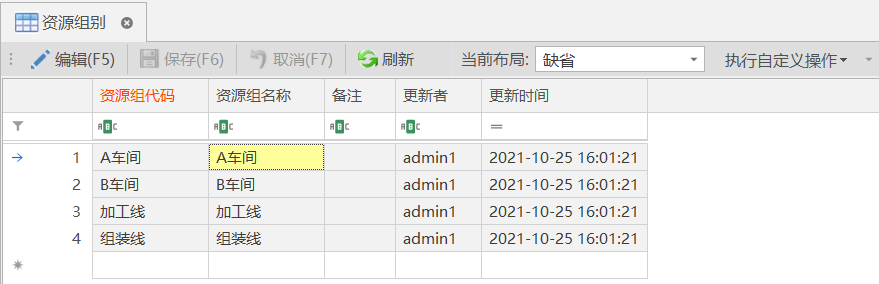 资源组别
编辑(F5) 保存(F6) 取消(F7) 刷新 当前布局: 缺省 执行自定义操作
资源组代码 资源组名称 备注 更新者 更新时间
ABC ABC ABC ABC =
1 A车间 A车间 admin1 2021-10-25 16:01:21
2 B车间 B车间 admin1 2021-10-25 16:01:21
3 加工线 加工线 admin1 2021-10-25 16:01:21
4 组装线 组装线 admin1 2021-10-25 16:01:21